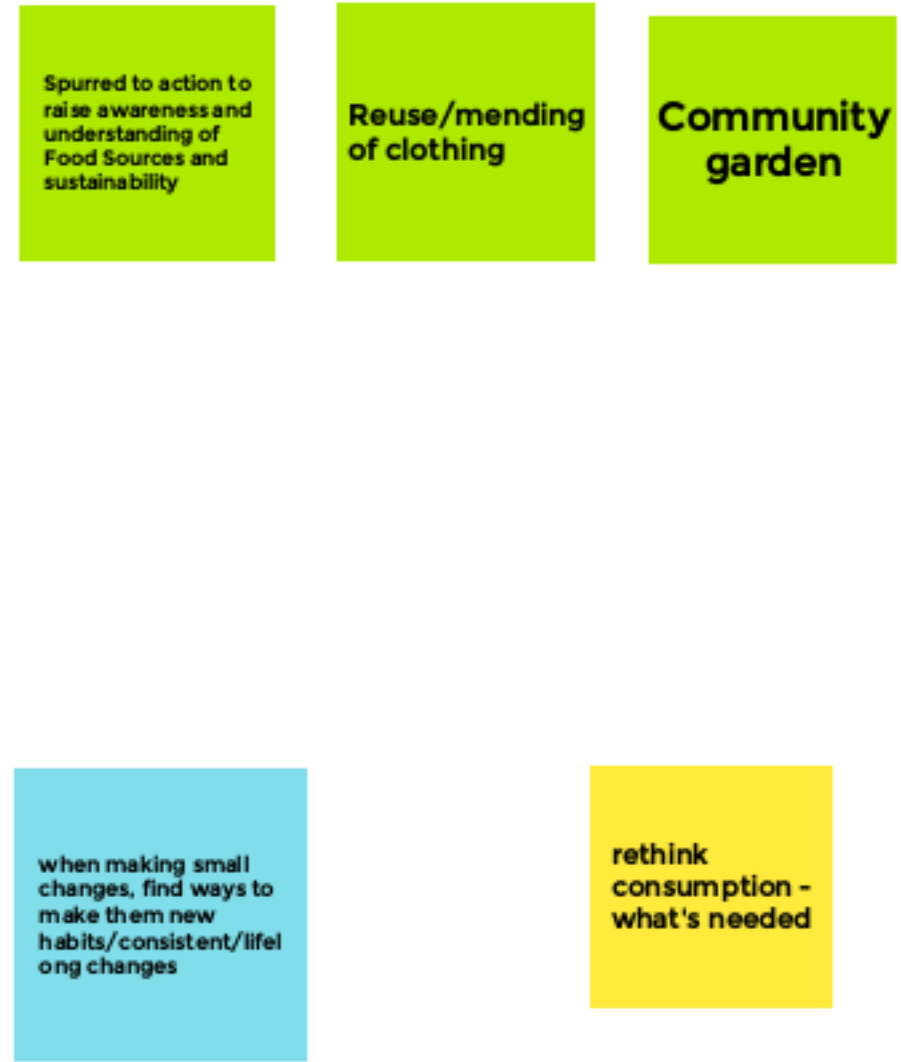 Spurred to action to
raise awareness and
understanding of
Food Sources and
sustainability
Reuse/mending
of clothing
Community
garden
when making small
changes, find ways to
make them new
habits/consistent/lifel
ong changes
rethink
consumption -
what's needed